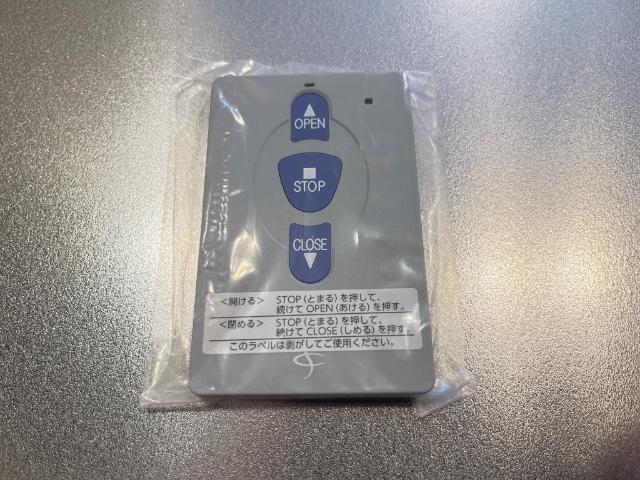 OPEN
STOP
CLOSE
<開ける> STOP(とまる)を押して、
続けて OPEN(あける)を押す。
<閉める> STOP(とまる)を押して、
続けて CLOSE(しめる)を押す。
このラベルは剥がしてご使用ください。